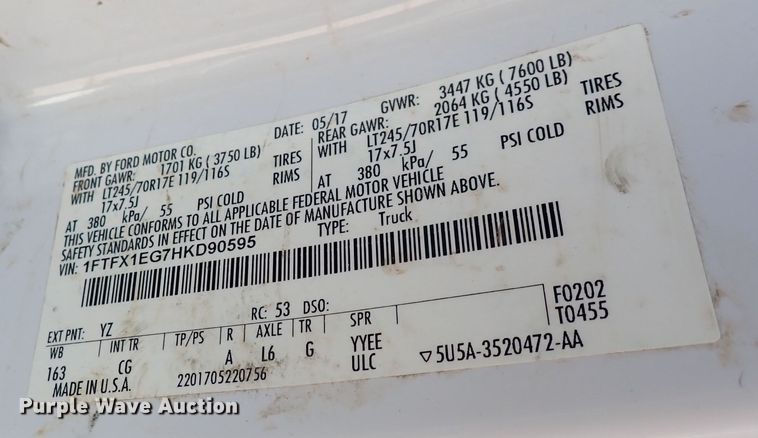 MFD. BY FORD MOTOR CO. DATE: 05/17 GVWR: 3447 KG ( 7600 LB)
FRONT GAWR: 1701 KG ( 3750 LB) REAR GAWR: 2064 KG ( 4550 LB)
WITH LT245/70R17E 119/116S TIRES WITH LT245/70R17E 119/116S TIRES
17x7.5J RIMS 17x7.5J RIMS
AT 380 kPa/ 55 PSI COLD AT 380 kPa/ 55 PSI COLD
THIS VEHICLE CONFORMS TO ALL APPLICABLE FEDERAL MOTOR VEHICLE
SAFETY STANDARDS IN EFFECT ON THE DATE OF MANUFACTURE SHOWN ABOVE.
VIN: 1FTFX1EG7HKD90595 TYPE: Truck
EXT PNT: YZ RC: 53 DSO: F0202
WB INT TR TP/PS R AXLE TR SPR T0455
163 CG A L6 G YYEE
ULC
MADE IN U.S.A. 2201705220756 ▽5U5A-3520472-AA
Purple Wave Auction